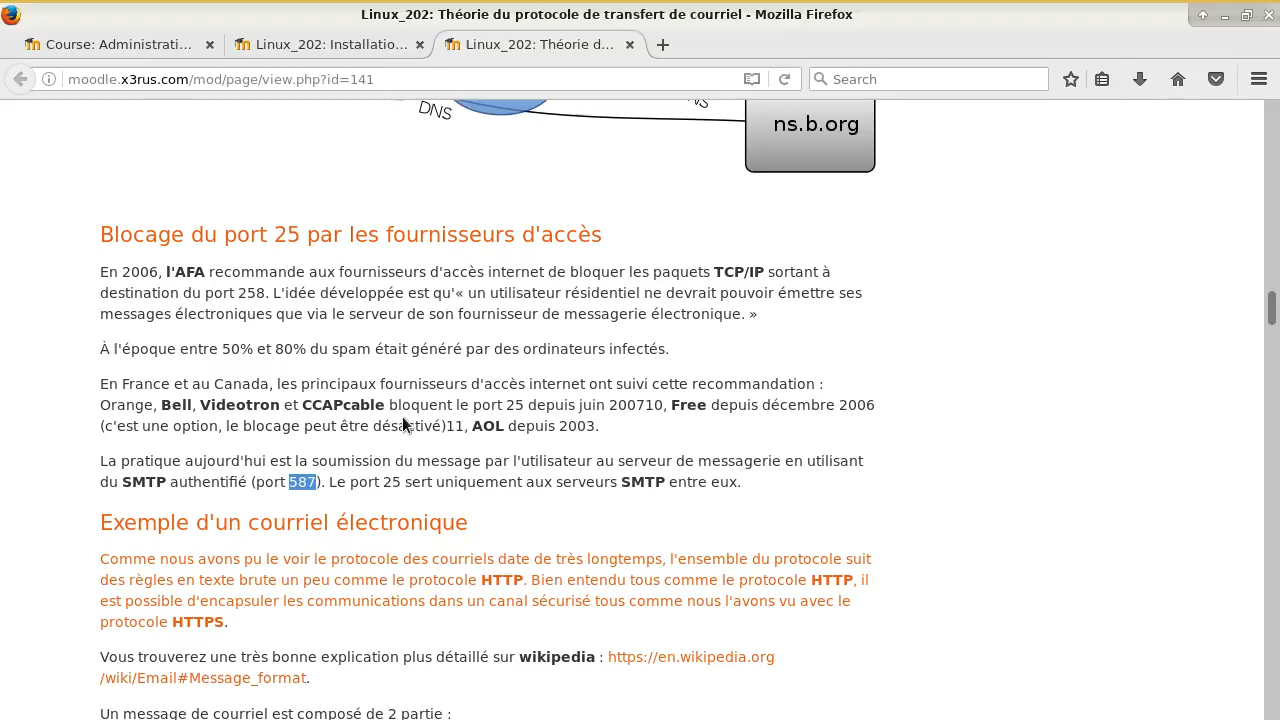 Linux_202: Théorie du protocole de transfert de courriel - Mozilla Firefox
Course: Administrati...
Linux_202: Installatio...
Linux_202: Théorie d...
moodle.x3rus.com/mod/page/view.php?id=141
Search
DNS
ns.b.org
Blocage du port 25 par les fournisseurs d'accès
En 2006, l'AFA recommande aux fournisseurs d'accès internet de bloquer les paquets TCP/IP sortant à
destination du port 258. L'idée développée est qu'« un utilisateur résidentiel ne devrait pouvoir émettre ses
messages électroniques que via le serveur de son fournisseur de messagerie électronique. »
À l'époque entre 50% et 80% du spam était généré par des ordinateurs infectés.
En France et au Canada, les principaux fournisseurs d'accès internet ont suivi cette recommandation :
Orange, Bell, Videotron et CCAPcable bloquent le port 25 depuis juin 200710, Free depuis décembre 2006
(c'est une option, le blocage peut être désactivé)11, AOL depuis 2003.
La pratique aujourd'hui est la soumission du message par l'utilisateur au serveur de messagerie en utilisant
du SMTP authentifié (port 587). Le port 25 sert uniquement aux serveurs SMTP entre eux.
Exemple d'un courriel électronique
Comme nous avons pu le voir le protocole des courriels date de très longtemps, l'ensemble du protocole suit
des règles en texte brute un peu comme le protocole HTTP. Bien entendu tous comme le protocole HTTP, il
est possible d'encapsuler les communications dans un canal sécurisé tous comme nous l'avons vu avec le
protocole HTTPS.
Vous trouverez une très bonne explication plus détaillé sur wikipedia : https://en.wikipedia.org
/wiki/Email#Message_format.
Un message de courriel est composé de 2 partie :